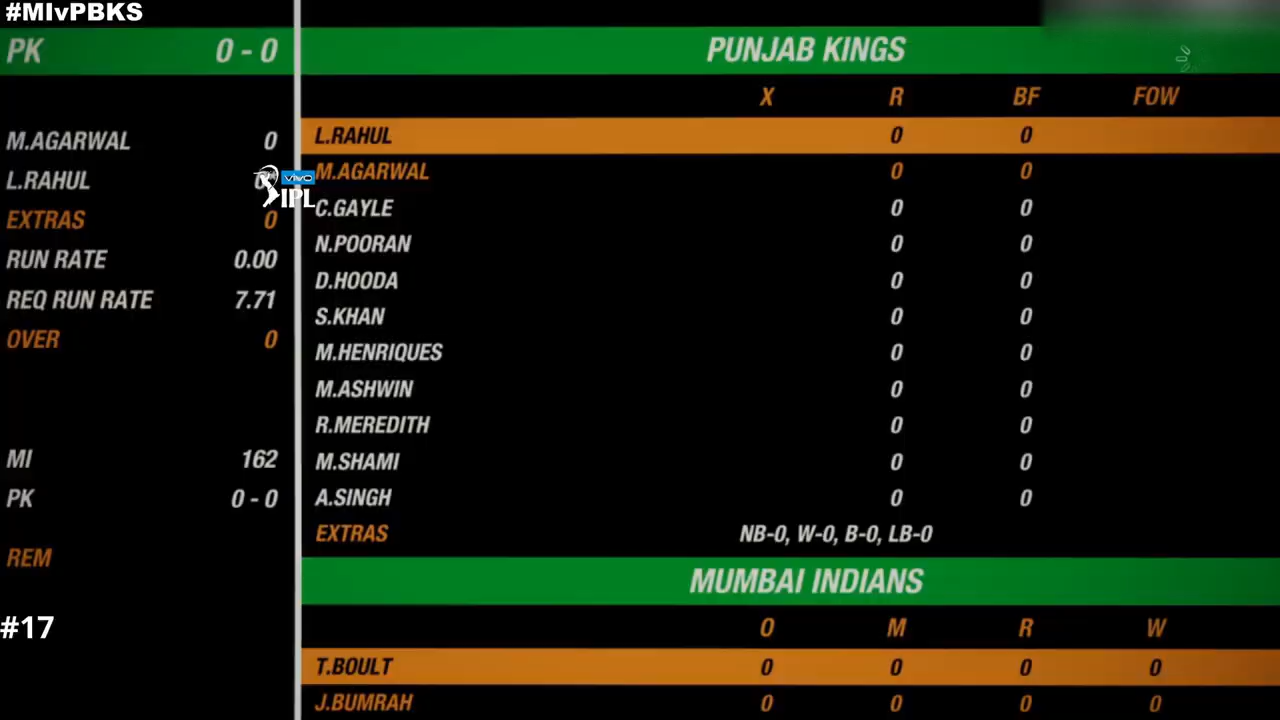 #MIvPBKS
PK 0 - 0
M.AGARWAL 0
L.RAHUL
EXTRAS 0
RUN RATE 0.00
REQ RUN RATE 7.71
OVER 0
MI 162
PK 0 - 0
REM
#17
VIVO
IPL
PUNJAB KINGS
X R BF FOW
L.RAHUL 0 0
M.AGARWAL 0 0
C.GAYLE 0 0
N.POORAN 0 0
D.HOODA 0 0
S.KHAN 0 0
M.HENRIQUES 0 0
M.ASHWIN 0 0
R.MEREDITH 0 0
M.SHAMI 0 0
A.SINGH 0 0
EXTRAS NB-0, W-0, B-0, LB-0
MUMBAI INDIANS
O M R W
T.BOULT 0 0 0 0
J.BUMRAH 0 0 0 0